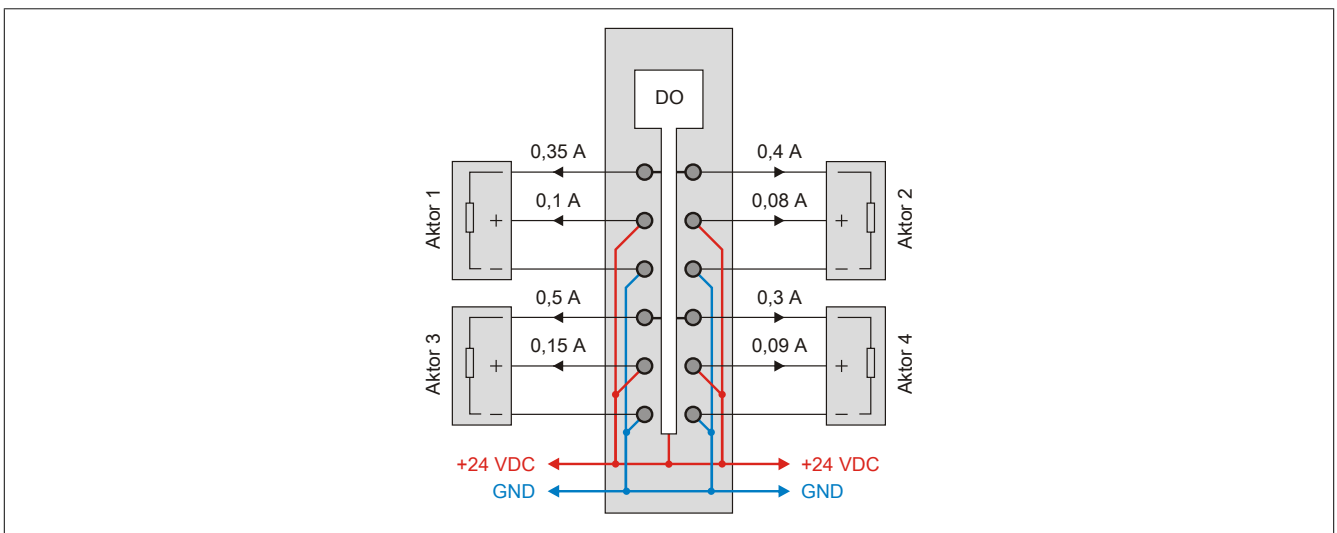 DO
0,35 A
0,4 A
Aktor 1
+
−
0,1 A
0,08 A
Aktor 2
+
−
0,5 A
0,3 A
Aktor 3
+
−
0,15 A
0,09 A
Aktor 4
+
−
+24 VDC
+24 VDC
GND
GND